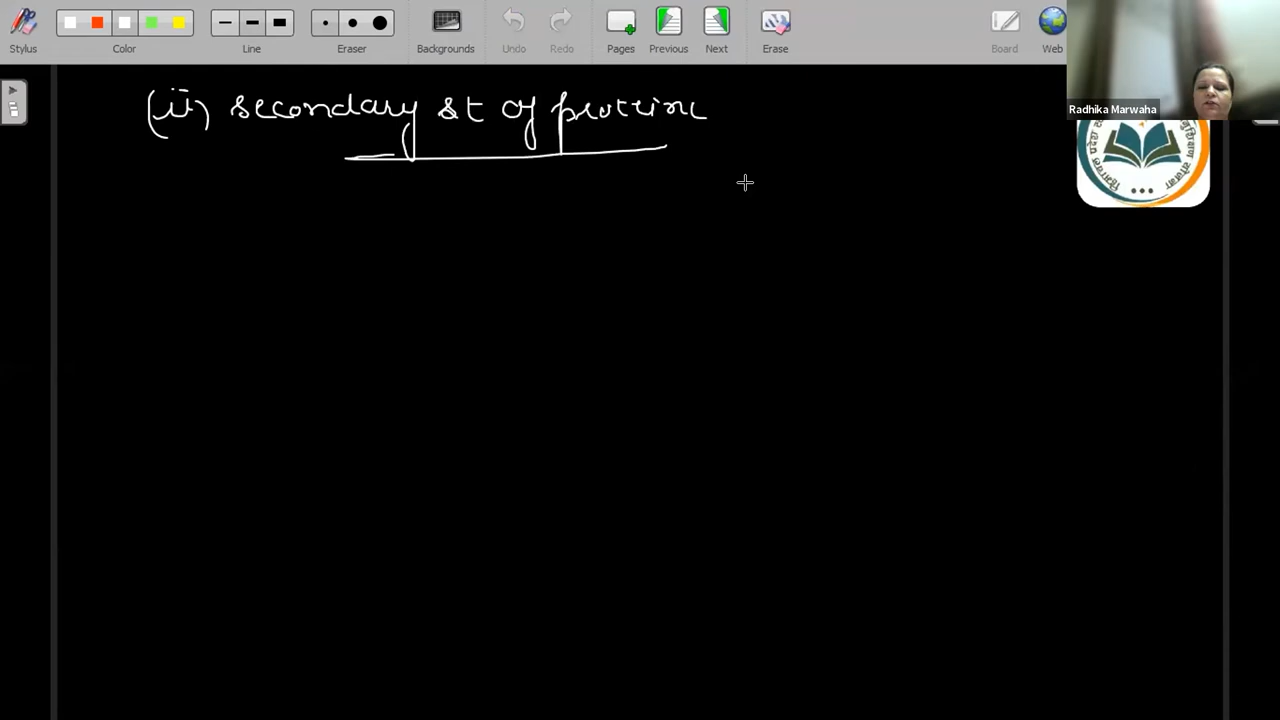 Stylus Color Line Eraser Backgrounds Undo Redo Pages Previous Next Erase Board Web
Radhika Marwaha
(ii) secondary st of proteins